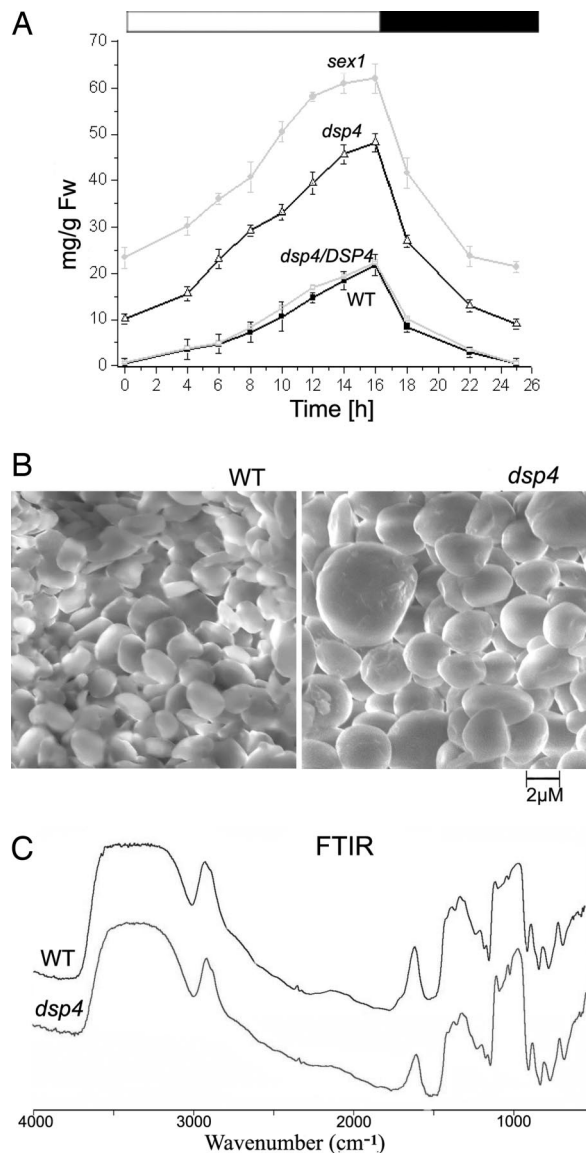 A
70
60
50
40
30
20
10
0
mg/g Fw
sex1
dsp4
dsp4/DSP4
WT
0 2 4 6 8 10 12 14 16 18 20 22 24 26
Time [h]
B
WT dsp4
2µM
C
FTIR
WT
dsp4
4000 3000 2000 1000
Wavenumber (cm⁻¹)